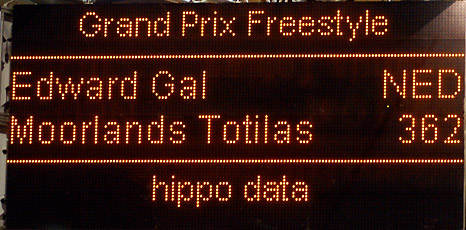 Grand Prix Freestyle
Edward Gal NED
Moorlands Totilas 362
hippo data